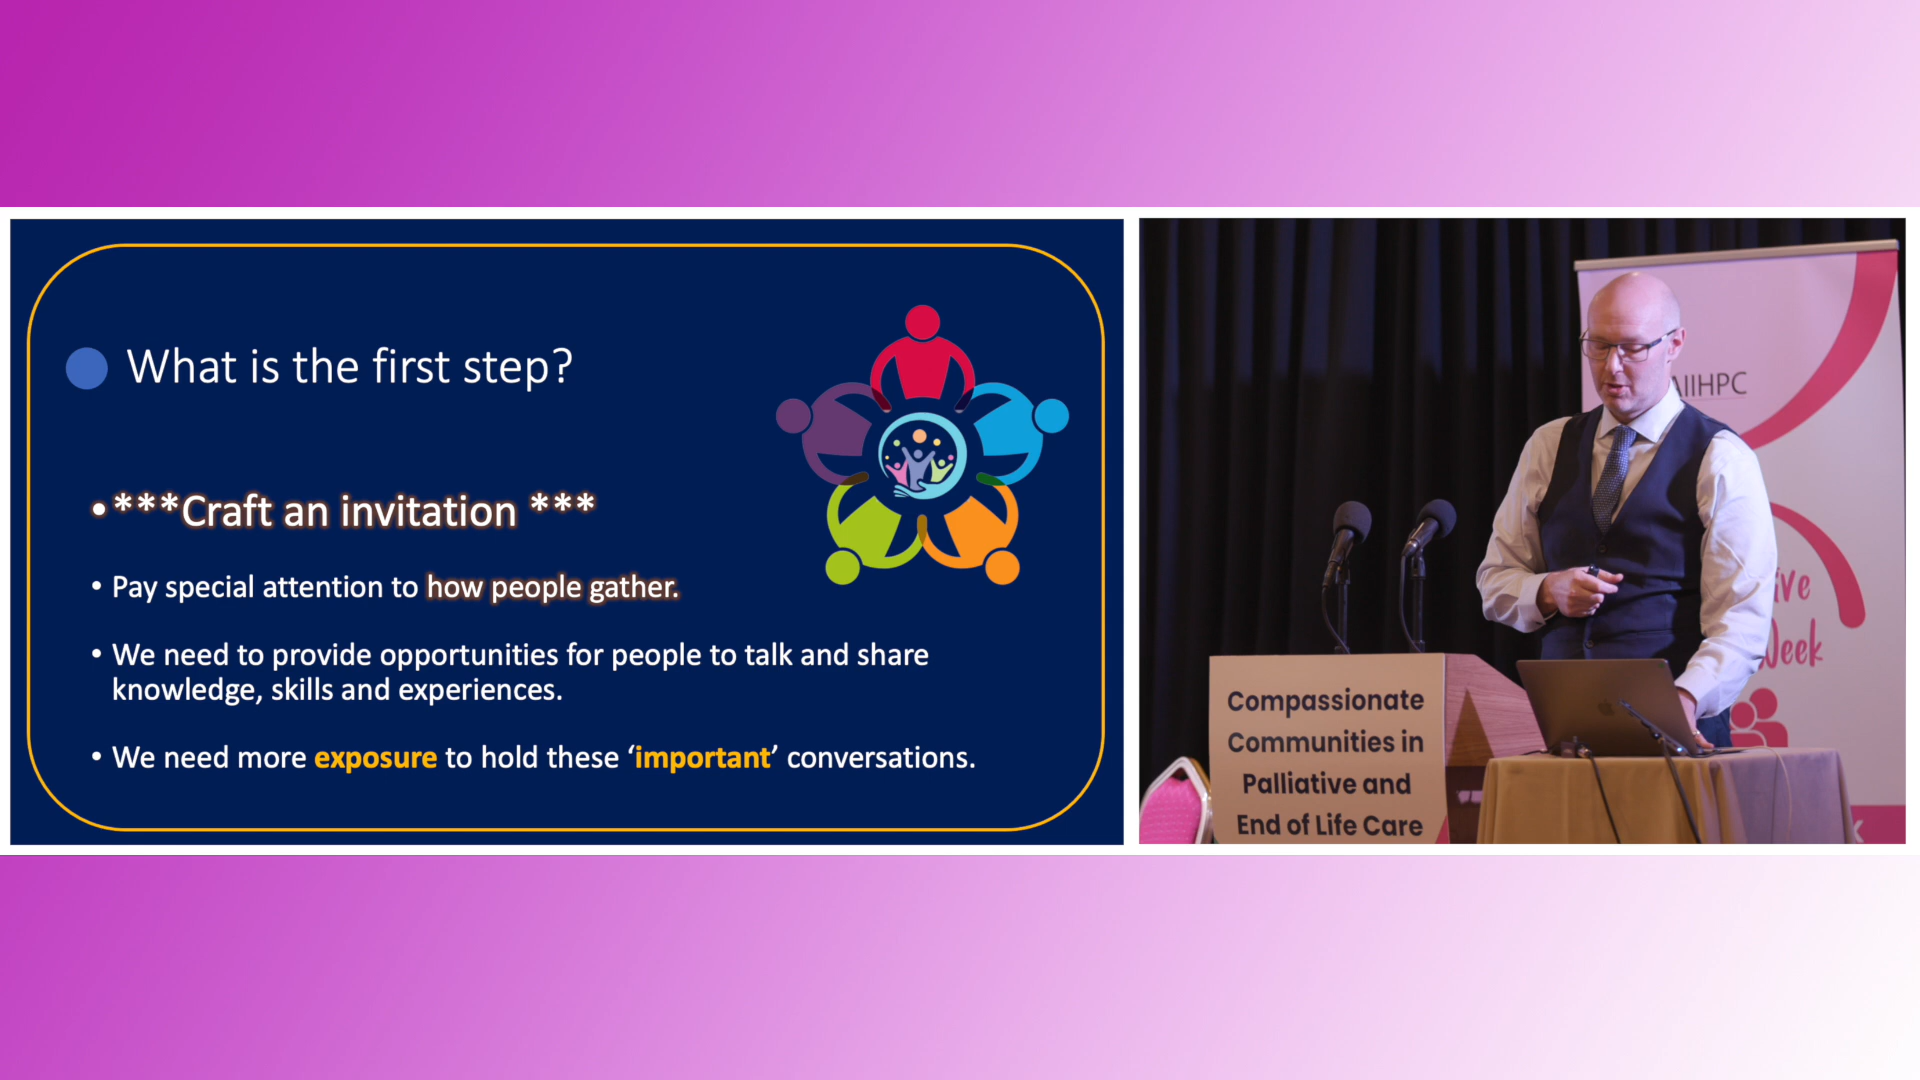 What is the first step?
• ***Craft an invitation ***
• Pay special attention to how people gather.
• We need to provide opportunities for people to talk and share
knowledge, skills and experiences.
• We need more exposure to hold these ‘important’ conversations.
AIIHPC
Week
Compassionate
Communities in
Palliative and
End of Life Care